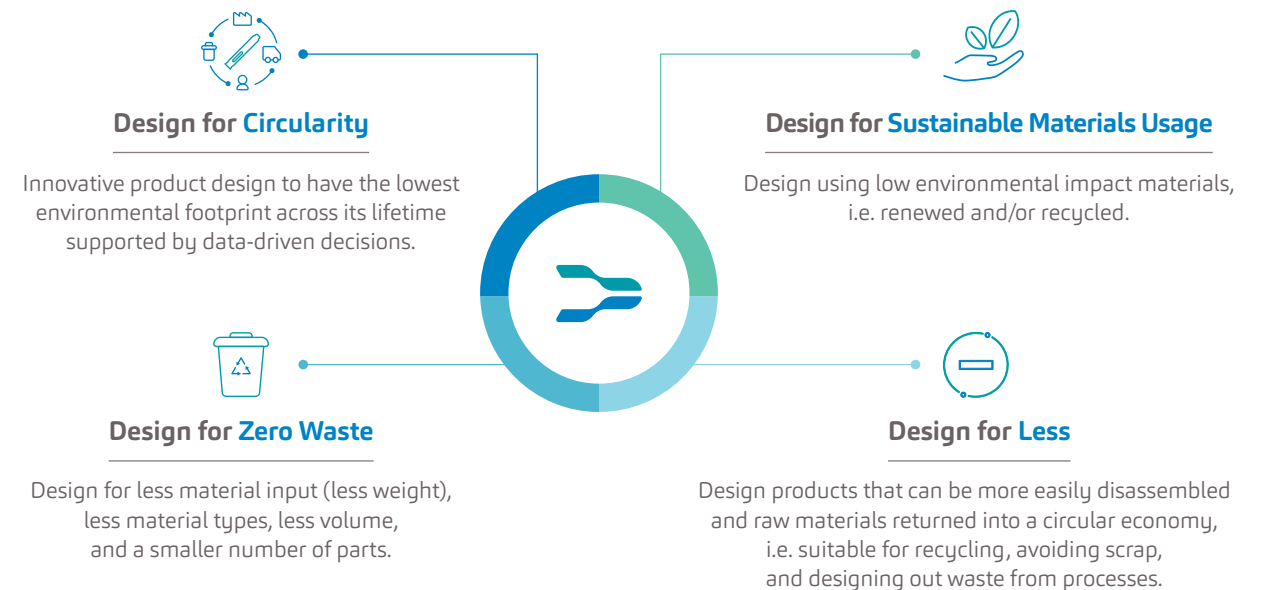 Design for Circularity
Innovative product design to have the lowest
environmental footprint across its lifetime
supported by data-driven decisions.
Design for Sustainable Materials Usage
Design using low environmental impact materials,
i.e. renewed and/or recycled.
Design for Zero Waste
Design for less material input (less weight),
less material types, less volume,
and a smaller number of parts.
Design for Less
Design products that can be more easily disassembled
and raw materials returned into a circular economy,
i.e. suitable for recycling, avoiding scrap,
and designing out waste from processes.